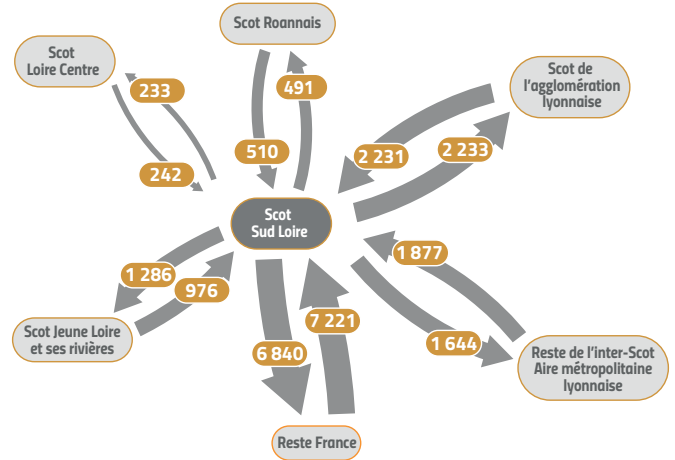 Scot Roannais
Scot
Loire Centre
233
491
Scot de
l'agglomération
lyonnaise
242
510
2 231
2 233
Scot
Sud Loire
1 286
976
1 877
7 221
6 840
1 644
Scot Jeune Loire
et ses rivières
Reste de l'inter-Scot
Aire métropolitaine
lyonnaise
Reste France